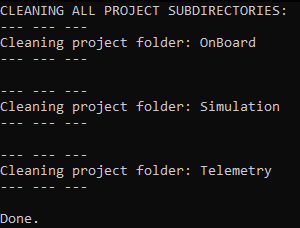 CLEANING ALL PROJECT SUBDIRECTORIES:
--- --- ---
Cleaning project folder: OnBoard
--- --- ---
--- --- ---
Cleaning project folder: Simulation
--- --- ---
--- --- ---
Cleaning project folder: Telemetry
--- --- ---
Done.